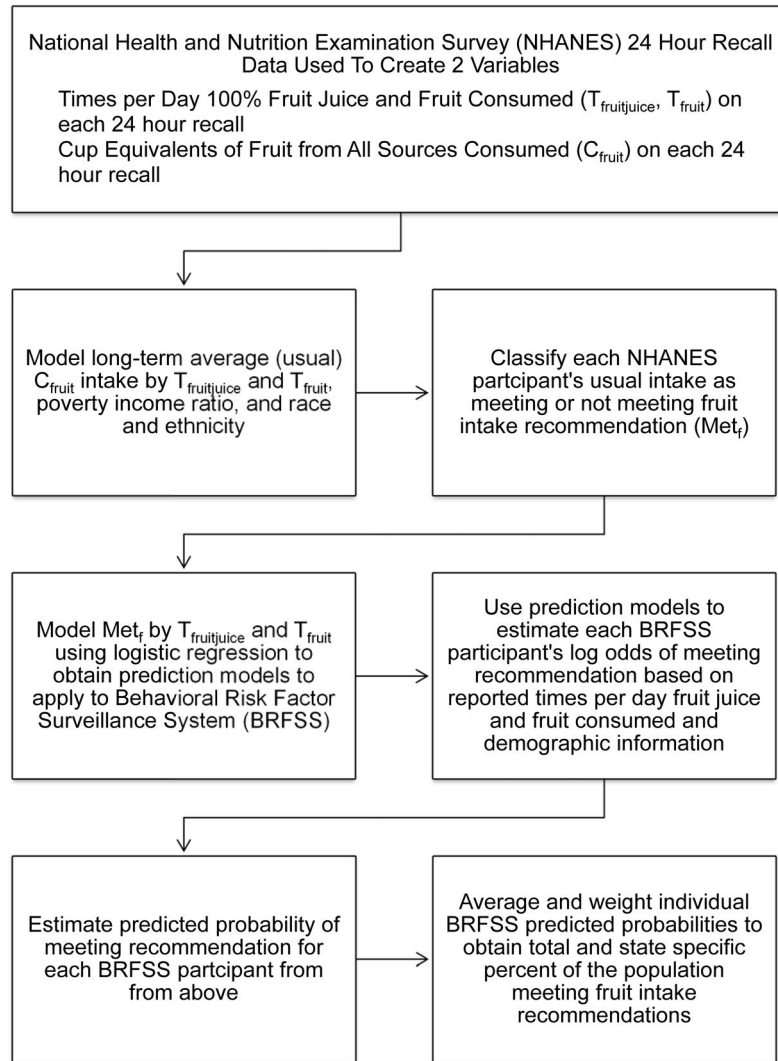 National Health and Nutrition Examination Survey (NHANES) 24 Hour Recall
Data Used To Create 2 Variables
Times per Day 100% Fruit Juice and Fruit Consumed (Tfruitjuice, Tfruit) on
each 24 hour recall
Cup Equivalents of Fruit from All Sources Consumed (Cfruit) on each 24
hour recall
Model long-term average (usual)
Cfruit intake by Tfruitjuice and Tfruit,
poverty income ratio, and race
and ethnicity
Classify each NHANES
partcipant's usual intake as
meeting or not meeting fruit
intake recommendation (Metf)
Model Metf by Tfruitjuice and Tfruit
using logistic regression to
obtain prediction models to
apply to Behavioral Risk Factor
Surveillance System (BRFSS)
Use prediction models to
estimate each BRFSS
participant's log odds of meeting
recommendation based on
reported times per day fruit juice
and fruit consumed and
demographic information
Estimate predicted probability of
meeting recommendation for
each BRFSS partcipant from
from above
Average and weight individual
BRFSS predicted probabilities to
obtain total and state specific
percent of the population
meeting fruit intake
recommendations